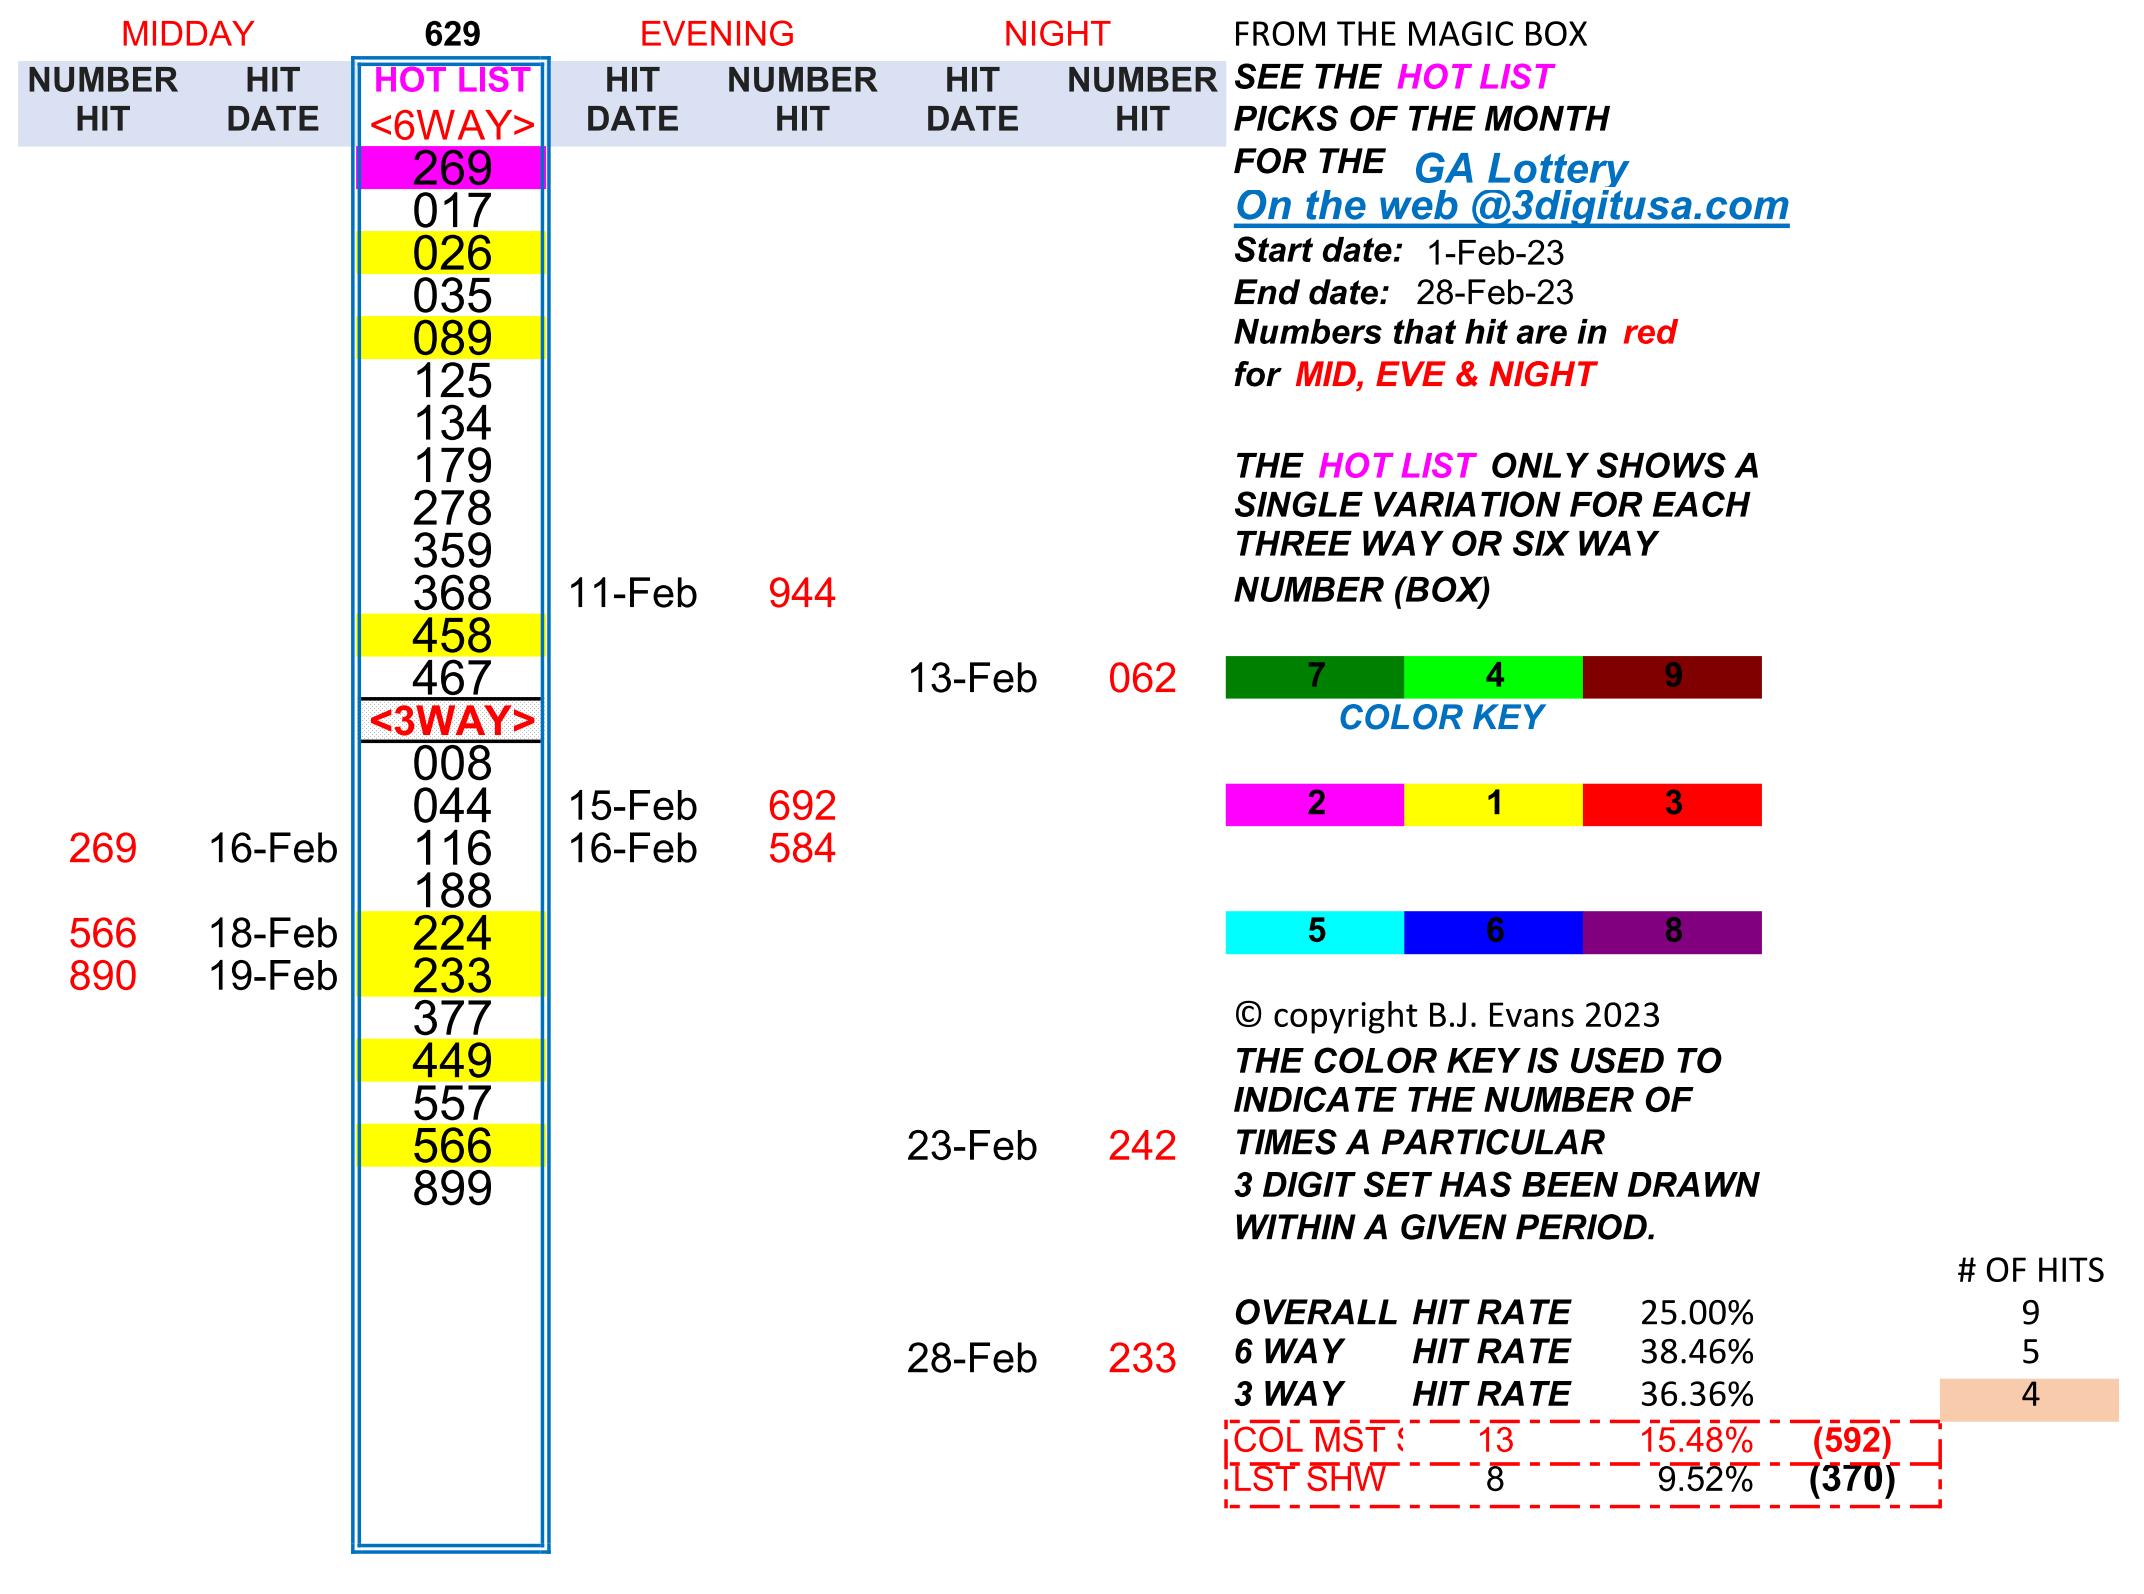 MIDDAY 629 EVENING NIGHT FROM THE MAGIC BOX
NUMBER HIT HOT LIST HIT NUMBER HIT NUMBER SEE THE HOT LIST
HIT DATE <6WAY> DATE HIT DATE HIT PICKS OF THE MONTH
269 FOR THE GA Lottery
017 On the web @3digitusa.com
026 Start date: 1-Feb-23
035 End date: 28-Feb-23
089 Numbers that hit are in red
125 for MID, EVE & NIGHT
134
179 THE HOT LIST ONLY SHOWS A
278 SINGLE VARIATION FOR EACH
359 THREE WAY OR SIX WAY
368 11-Feb 944 NUMBER (BOX)
458
467 13-Feb 062 7 4 9
<3WAY> COLOR KEY
008
044 15-Feb 692 2 1 3
269 16-Feb 116 16-Feb 584
188
566 18-Feb 224 5 6 8
890 19-Feb 233
377 © copyright B.J. Evans 2023
449 THE COLOR KEY IS USED TO
557 INDICATE THE NUMBER OF
566 23-Feb 242 TIMES A PARTICULAR
899 3 DIGIT SET HAS BEEN DRAWN
WITHIN A GIVEN PERIOD.
# OF HITS
OVERALL HIT RATE 25.00% 9
6 WAY HIT RATE 38.46% 5
28-Feb 233 3 WAY HIT RATE 36.36% 4
COL MST 13 15.48% (592)
LST SHW 8 9.52% (370)